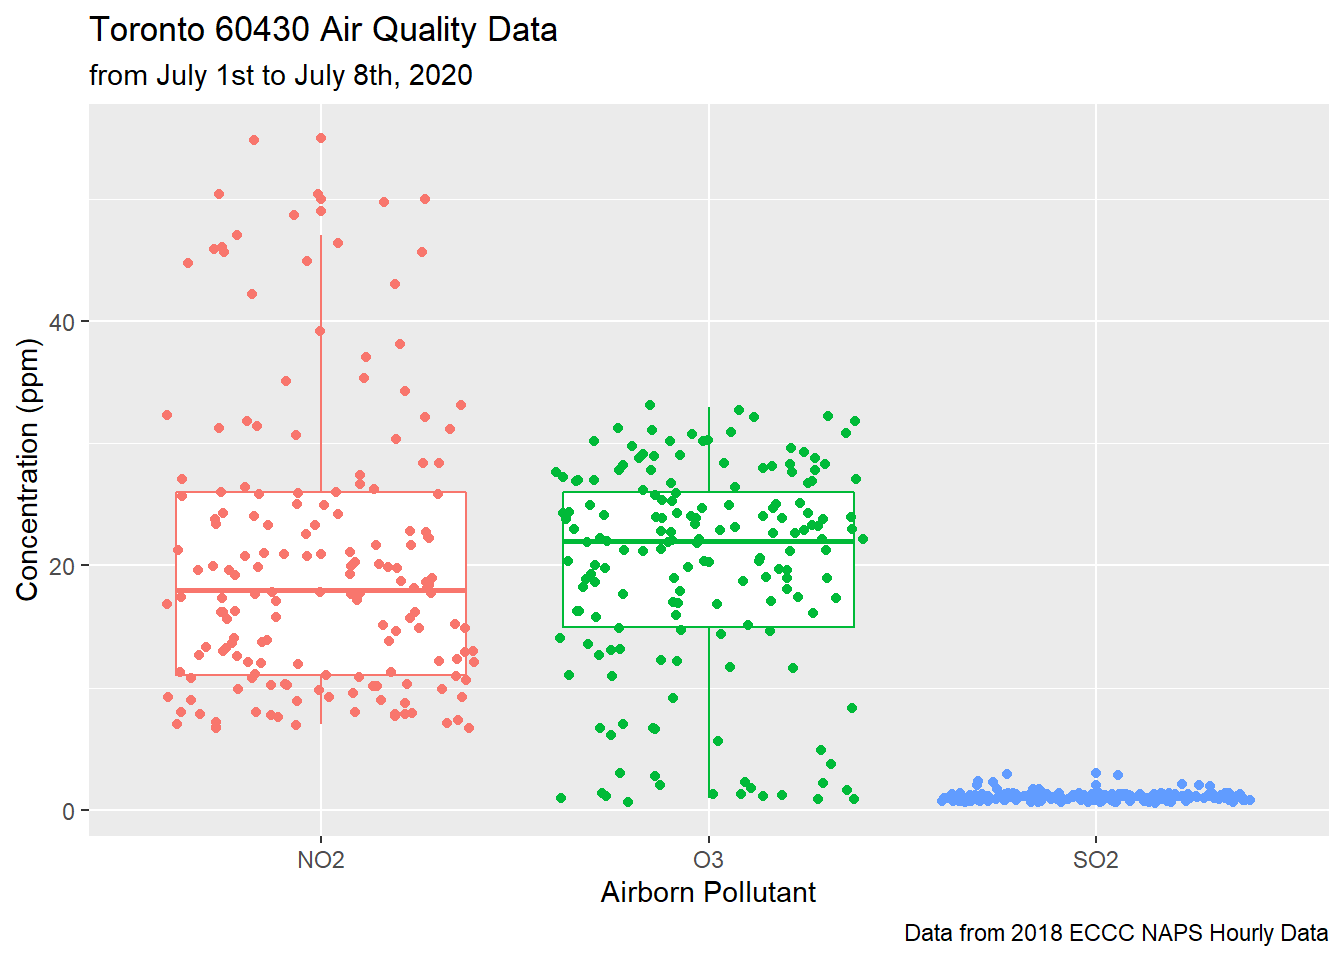 Toronto 60430 Air Quality Data
from July 1st to July 8th, 2020
Concentration (ppm)
40
20
0
NO2 O3 SO2
Airborn Pollutant
Data from 2018 ECCC NAPS Hourly Data